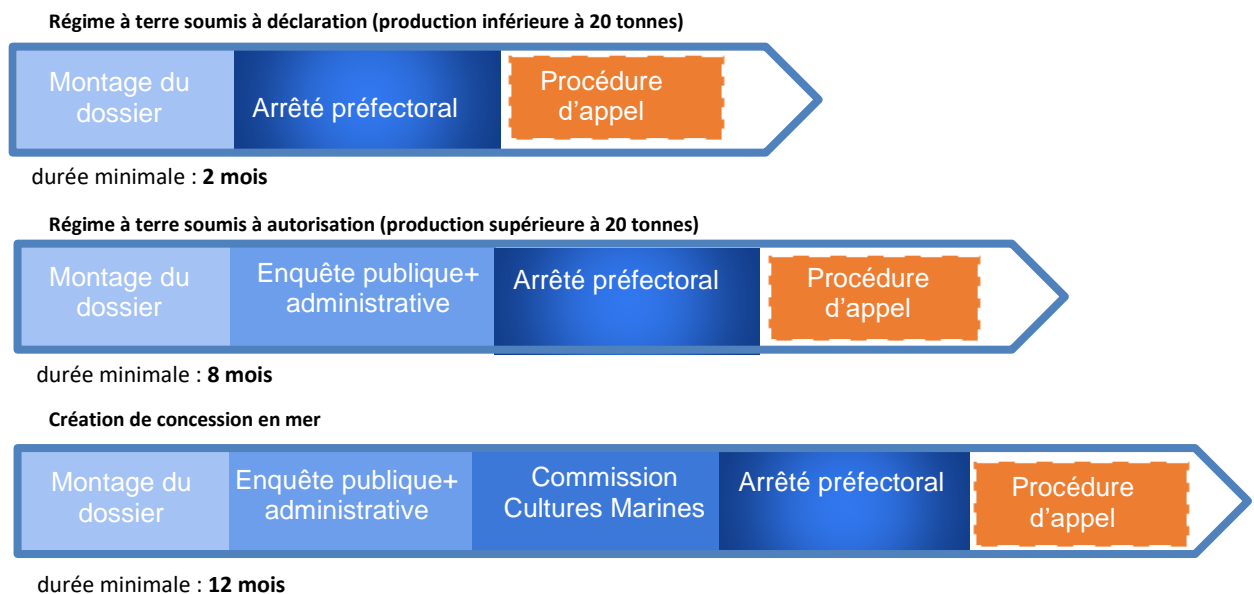 Régime à terre soumis à déclaration (production inférieure à 20 tonnes)
Montage du
dossier
Arrêté préfectoral
Procédure
d'appel
durée minimale : 2 mois
Régime à terre soumis à autorisation (production supérieure à 20 tonnes)
Montage du
dossier
Enquête publique+
administrative
Arrêté préfectoral
Procédure
d'appel
durée minimale : 8 mois
Création de concession en mer
Montage du
dossier
Enquête publique+
administrative
Commission
Cultures Marines
Arrêté préfectoral
Procédure
d'appel
durée minimale : 12 mois